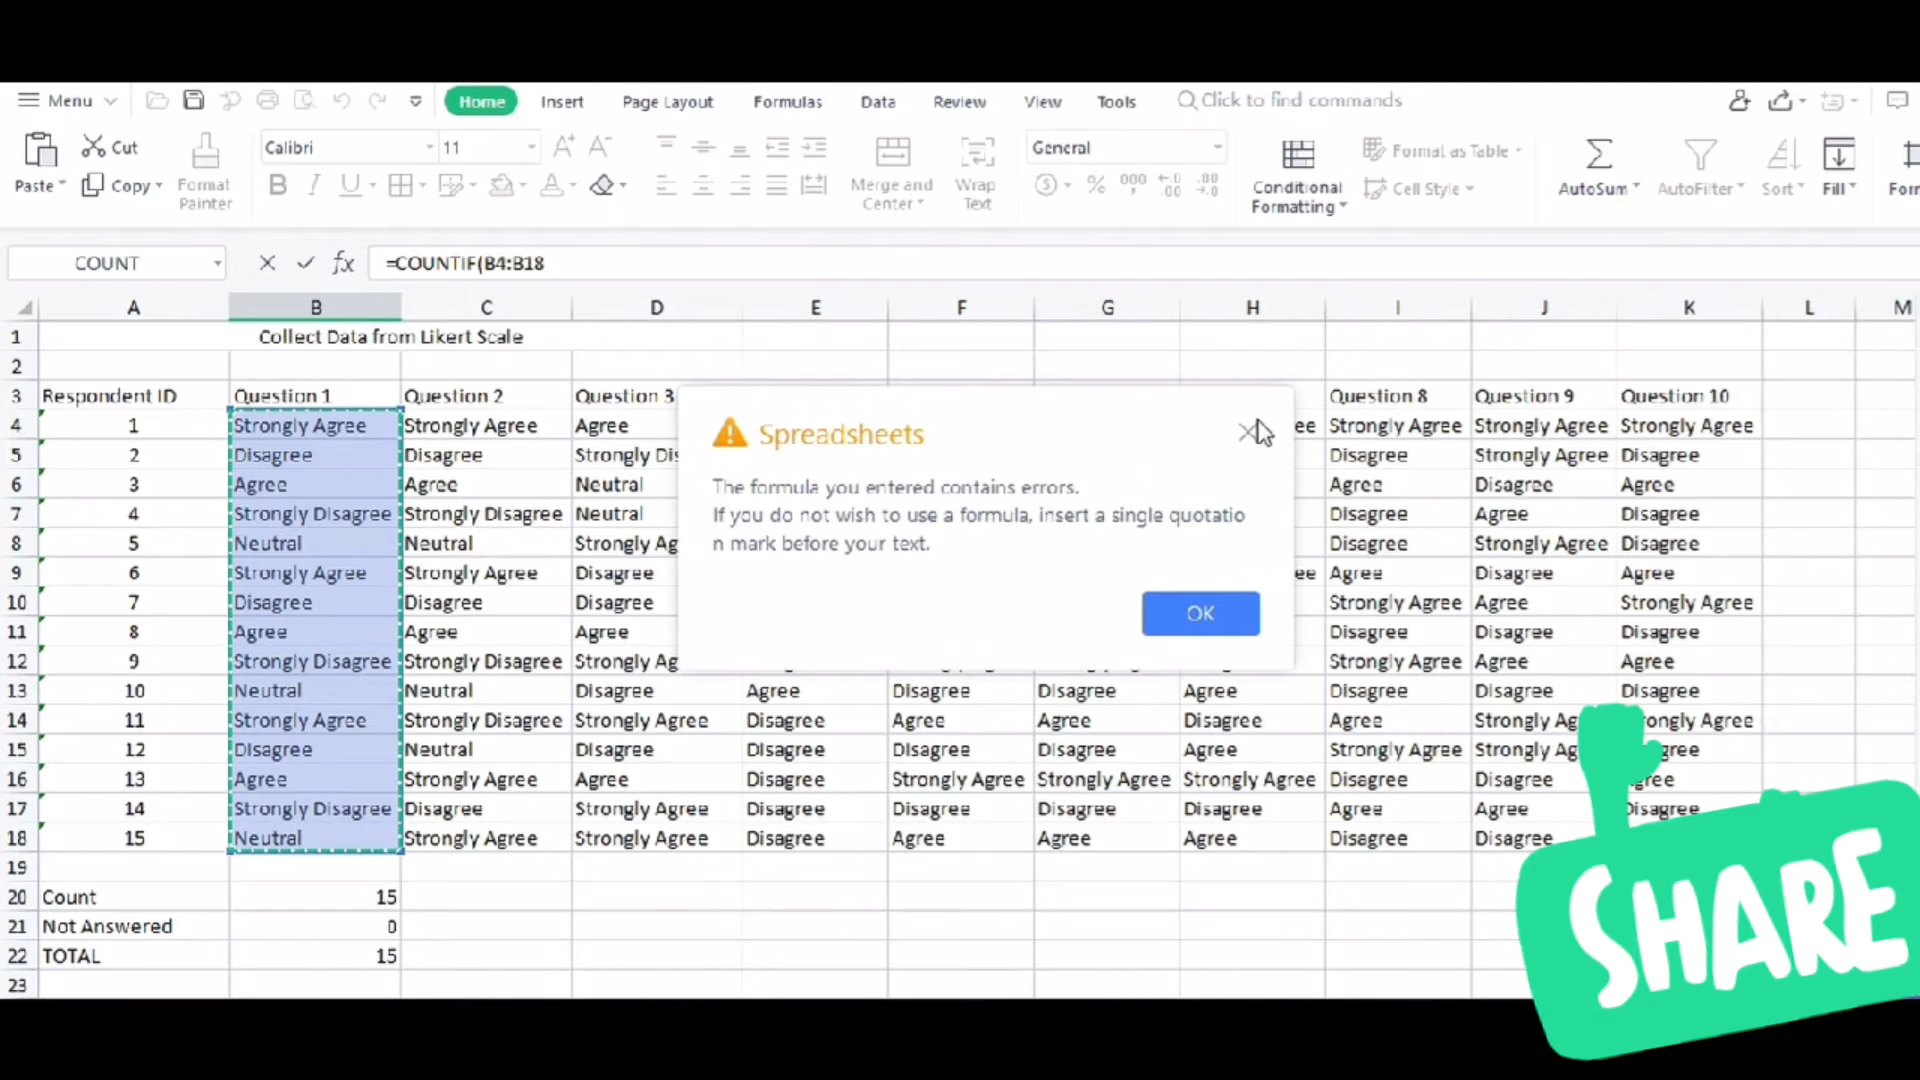 Menu Home Insert Page Layout Formulas Data Review View Tools Click to find commands
Paste Cut Copy Format Painter Calibri 11 Merge and Center Wrap Text General Conditional Formatting Format as Table Cell Style AutoSum AutoFilter Sort Fill
COUNT =COUNTIF(B4:B18
A B C D E F G H I J K L M
1 Collect Data from Likert Scale
2
3 Respondent ID Question 1 Question 2 Question 3 Question 8 Question 9 Question 10
4 1 Strongly Agree Strongly Agree Agree ee Strongly Agree Strongly Agree Strongly Agree
5 2 Disagree Disagree Strongly Dis Disagree Strongly Agree Disagree
6 3 Agree Agree Neutral Agree Disagree Agree
7 4 Strongly Disagree Strongly Disagree Neutral Disagree Agree Disagree
8 5 Neutral Neutral Strongly Ag Disagree Strongly Agree Disagree
9 6 Strongly Agree Strongly Agree Disagree ee Agree Disagree Agree
10 7 Disagree Disagree Disagree Strongly Agree Agree Strongly Agree
11 8 Agree Agree Agree Disagree Disagree Disagree
12 9 Strongly Disagree Strongly Disagree Strongly Ag Strongly Agree Agree Agree
13 10 Neutral Neutral Disagree Agree Disagree Disagree Agree Disagree Disagree Disagree
14 11 Strongly Agree Strongly Disagree Strongly Agree Disagree Agree Agree Disagree Agree Strongly Ag ongly Agree
15 12 Disagree Neutral Disagree Disagree Disagree Disagree Agree Strongly Agree Strongly Ag gree
16 13 Agree Strongly Agree Agree Disagree Strongly Agree Strongly Agree Strongly Agree Disagree Disagree gree
17 14 Strongly Disagree Disagree Strongly Agree Disagree Disagree Disagree Disagree Agree Agree Disagree
18 15 Neutral Strongly Agree Strongly Agree Disagree Agree Agree Agree Disagree Disagree
19
20 Count 15
21 Not Answered 0
22 TOTAL 15
23
Spreadsheets
The formula you entered contains errors.
If you do not wish to use a formula, insert a single quotatio
n mark before your text.
OK
SHARE